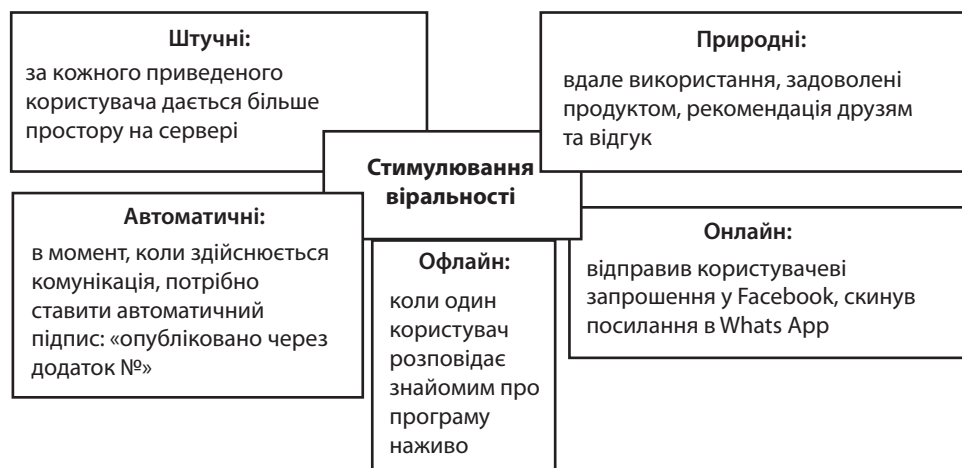 Штучні:
за кожного приведеного
користувача дається більше
простору на сервері
Природні:
вдале використання, задоволені
продуктом, рекомендація друзям
та відгук
Стимулювання
віральності
Автоматичні:
в момент, коли здійснюється
комунікація, потрібно
ставити автоматичний
підпис: «опубліковано через
додаток №»
Офлайн:
коли один
користувач
розповідає
знайомим про
програму
наживо
Онлайн:
відправив користувачеві
запрошення у Facebook, скинув
посилання в Whats App